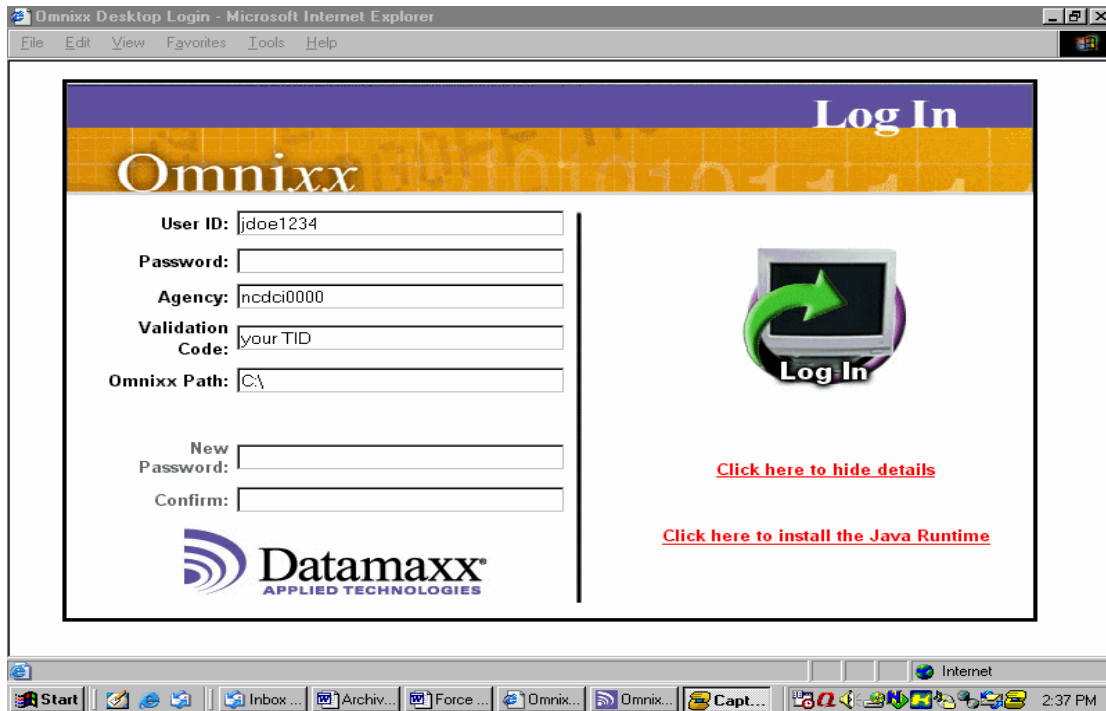 Omnixx Desktop Login - Microsoft Internet Explorer
File Edit View Favorites Tools Help
Log In
Omnixx
User ID: jdoe1234
Password:
Agency: ncdci0000
Validation Code: your TID
Omnixx Path: C:\
New Password:
Confirm:
Datamaxx
APPLIED TECHNOLOGIES
Log In
Click here to hide details
Click here to install the Java Runtime
Internet
Start Inbox ... Archiv... Force ... Omnix... Omnix... Capt... 2:37 PM